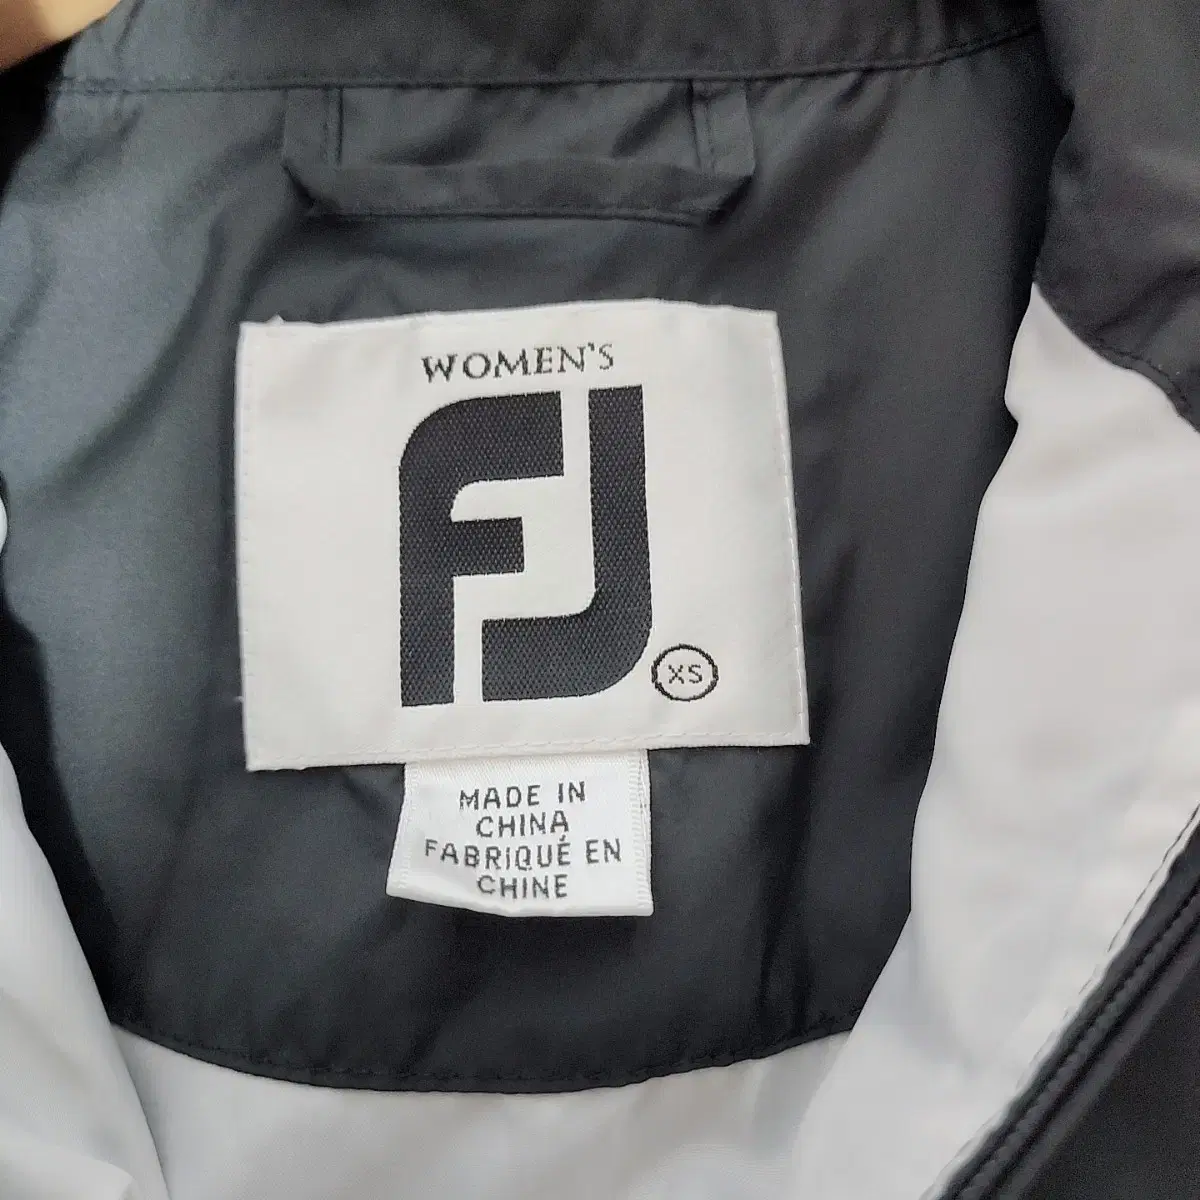 WOMEN'S
FJ
XS
MADE IN
CHINA
FABRIQUÉ EN
CHINE